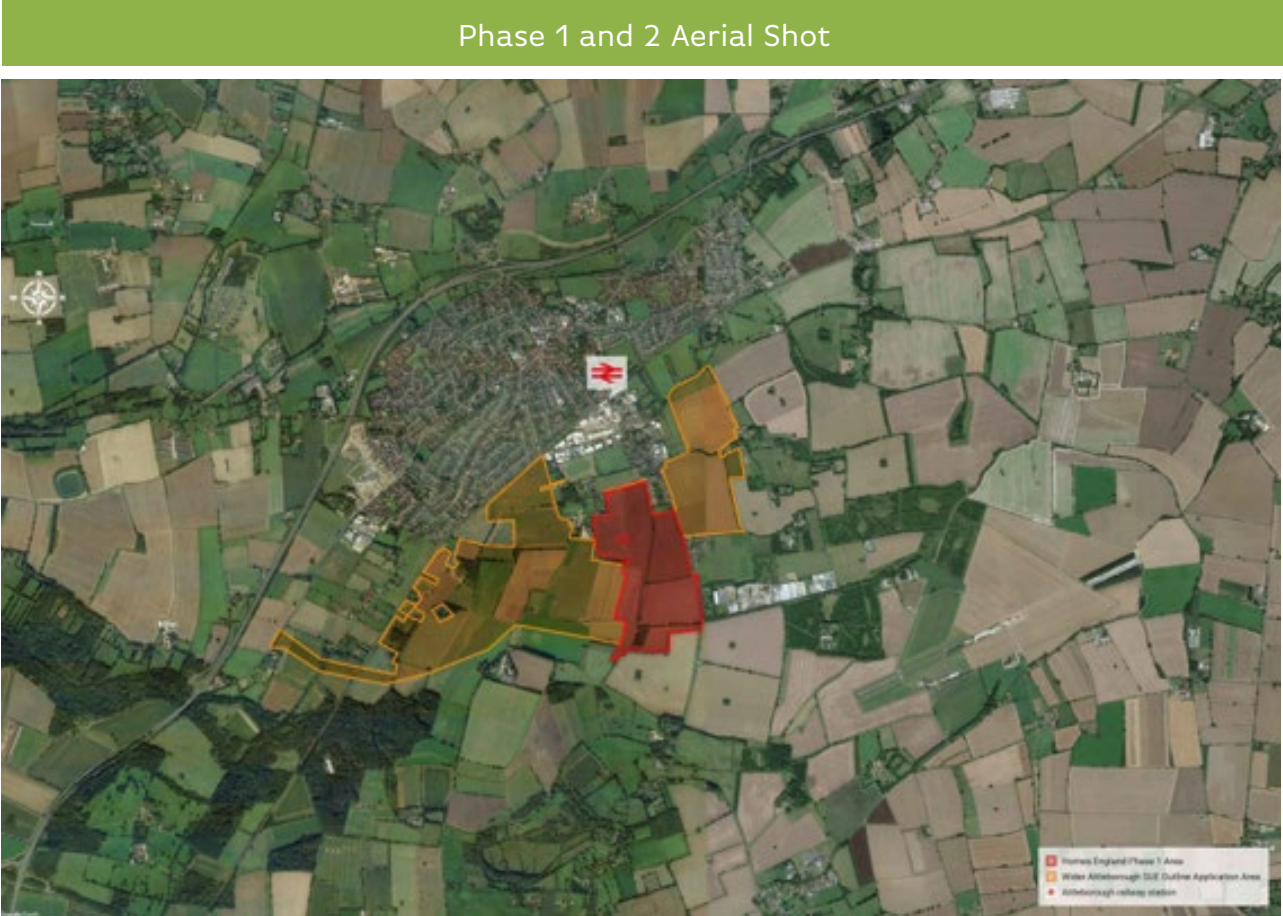 Phase 1 and 2 Aerial Shot
Homes England Phase 1 Area
Wider Attleborough SUE Outline Application Area
Attleborough railway station